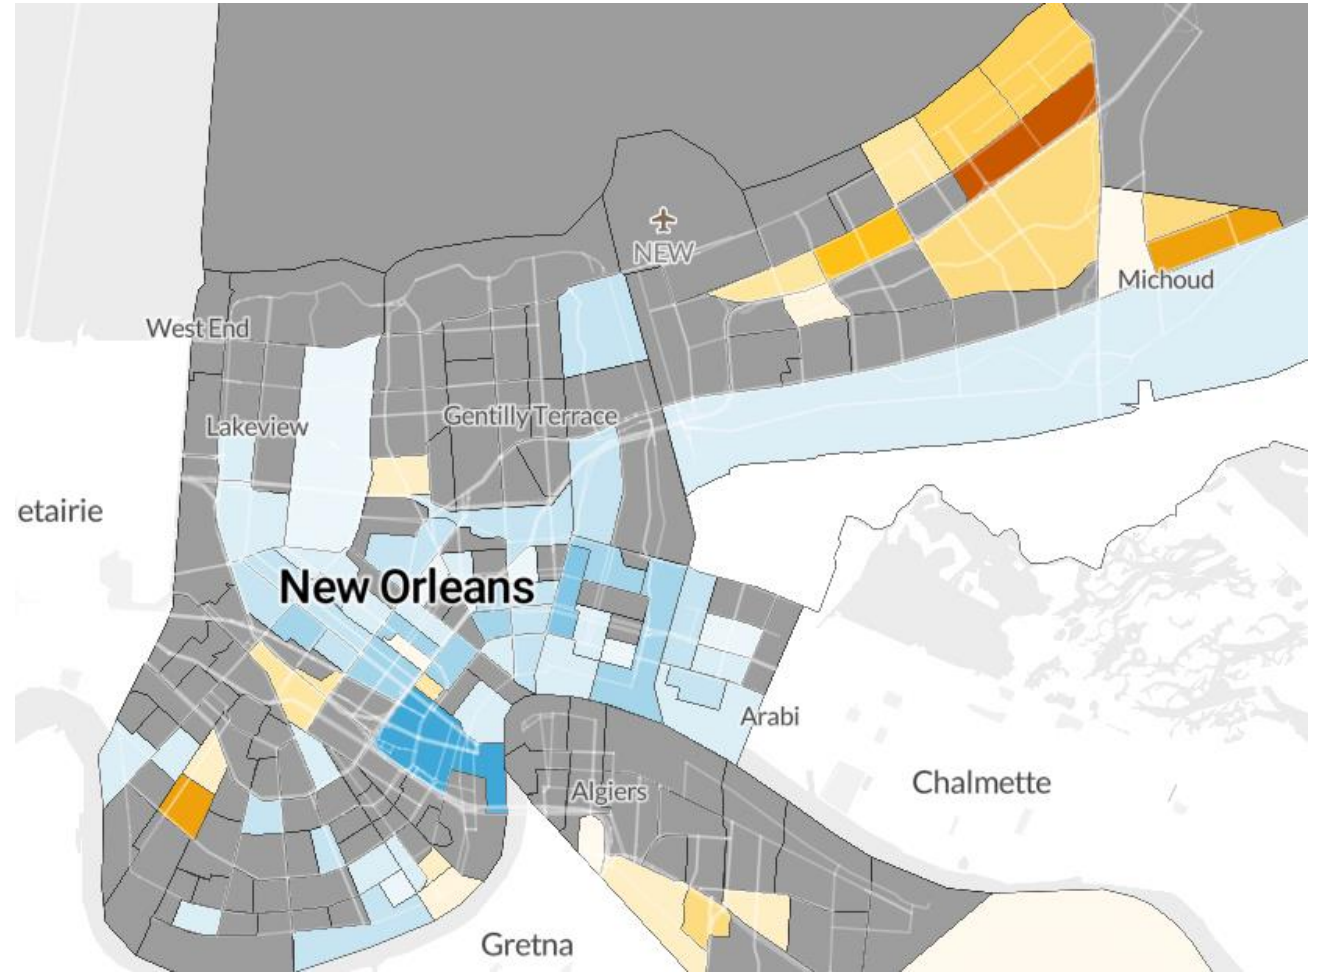 NEW
Michoud
West End
Lakeview
Gentilly Terrace
etairie
New Orleans
Arabi
Chalmette
Algiers
Gretna